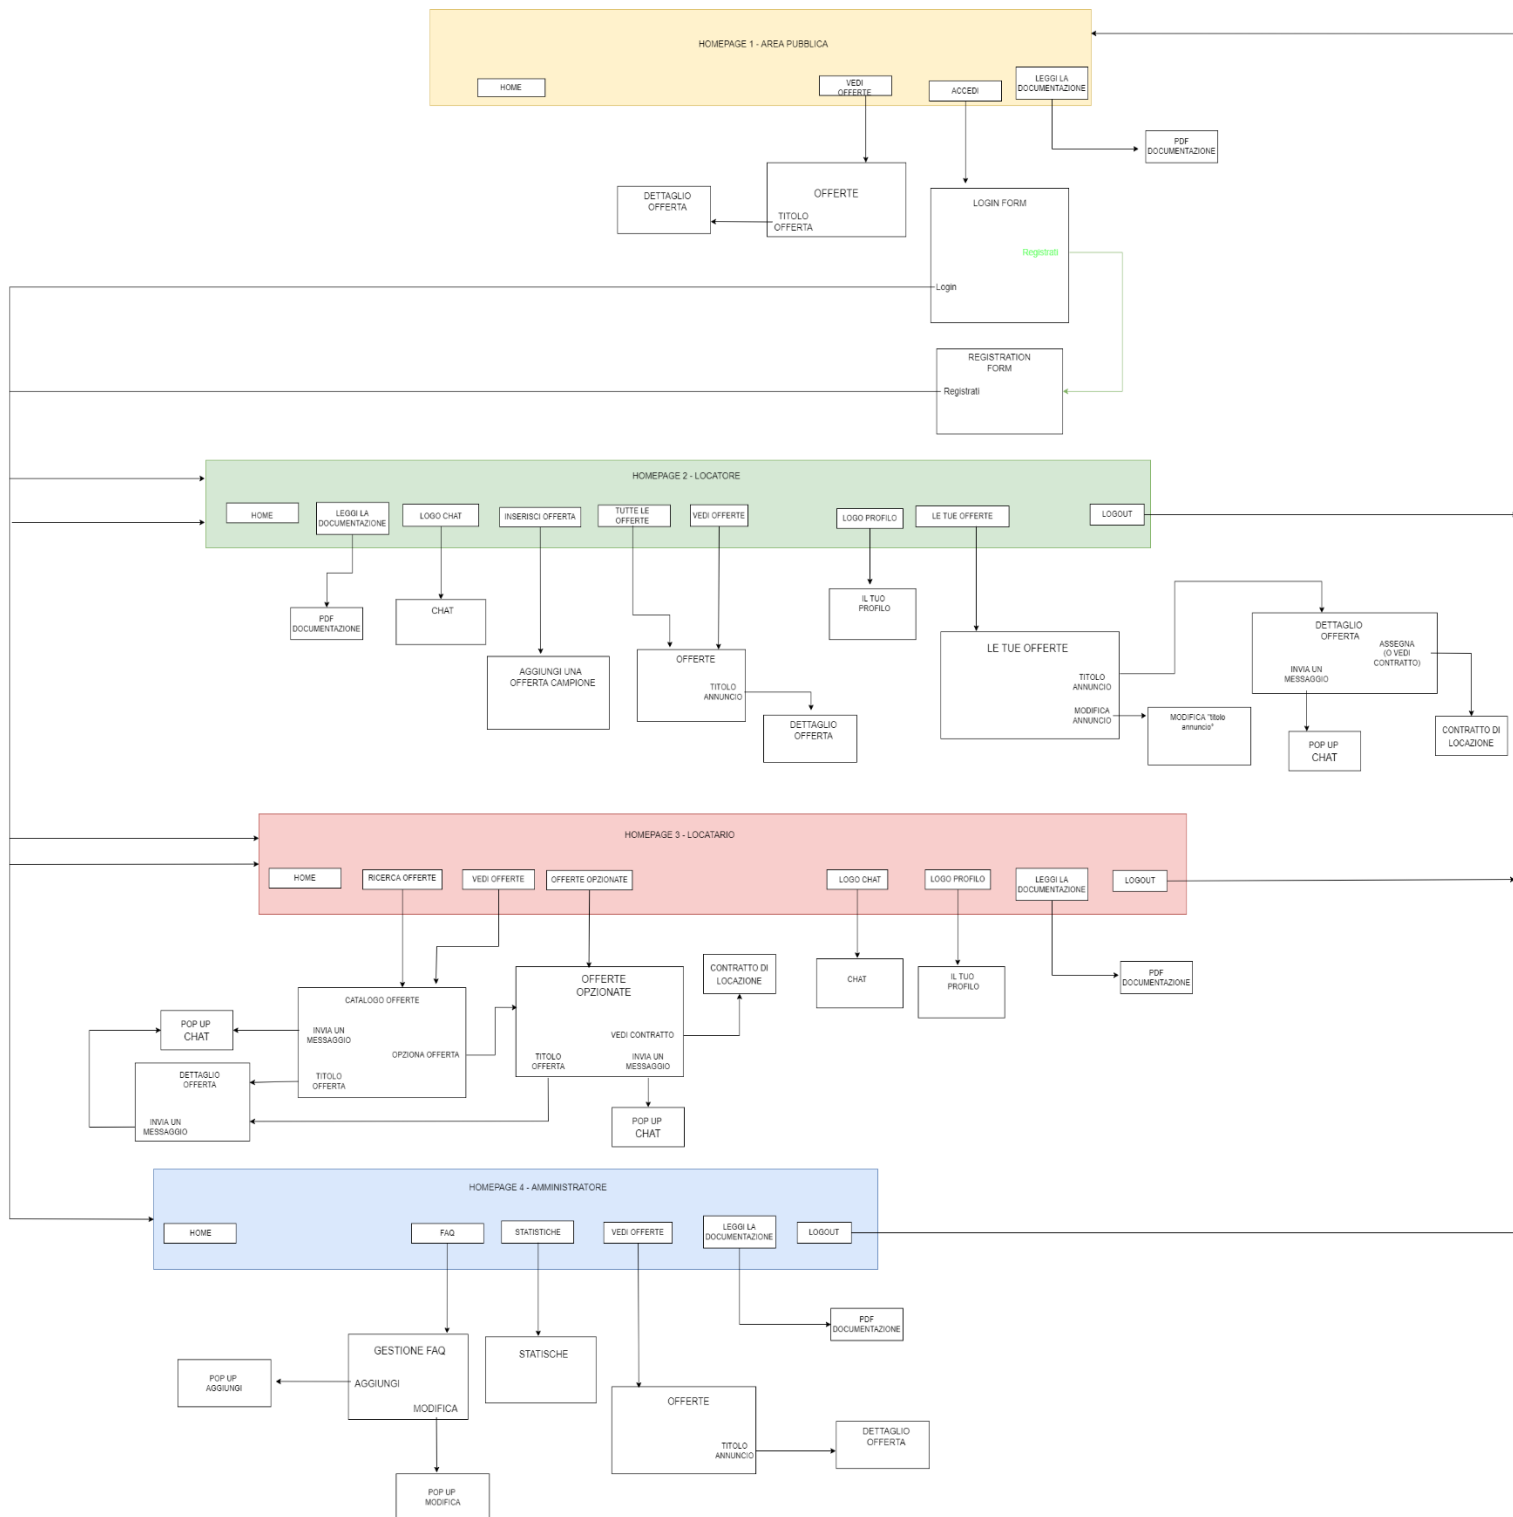 HOMEPAGE 1 - AREA PUBBLICA
HOME
VEDI
OFFERTE
ACCEDI
LEGGI LA
DOCUMENTAZIONE
PDF
DOCUMENTAZIONE
OFFERTE
TITOLO
OFFERTA
DETTAGLIO
OFFERTA
LOGIN FORM
Registrati
Login
REGISTRATION
FORM
Registrati
HOMEPAGE 2 - LOCATORE
HOME
LEGGI LA
DOCUMENTAZIONE
LOGO CHAT
INSERISCI OFFERTA
TUTTE LE
OFFERTE
VEDI OFFERTE
LOGO PROFILO
LE TUE OFFERTE
LOGOUT
PDF
DOCUMENTAZIONE
CHAT
AGGIUNGI UNA
OFFERTA CAMPIONE
OFFERTE
TITOLO
ANNUNCIO
DETTAGLIO
OFFERTA
IL TUO
PROFILO
LE TUE OFFERTE
TITOLO
ANNUNCIO
MODIFICA
ANNUNCIO
MODIFICA "titolo
annuncio"
DETTAGLIO
OFFERTA
ASSEGNA
(O VEDI
CONTRATTO)
INVIA UN
MESSAGGIO
POP UP
CHAT
CONTRATTO DI
LOCAZIONE
HOMEPAGE 3 - LOCATARIO
HOME
RICERCA OFFERTE
VEDI OFFERTE
OFFERTE OPZIONATE
LOGO CHAT
LOGO PROFILO
LEGGI LA
DOCUMENTAZIONE
LOGOUT
CATALOGO OFFERTE
INVIA UN
MESSAGGIO
OPZIONA OFFERTA
TITOLO
OFFERTA
POP UP
CHAT
DETTAGLIO
OFFERTA
INVIA UN
MESSAGGIO
OFFERTE
OPZIONATE
VEDI CONTRATTO
TITOLO
OFFERTA
INVIA UN
MESSAGGIO
CONTRATTO DI
LOCAZIONE
POP UP
CHAT
CHAT
IL TUO
PROFILO
PDF
DOCUMENTAZIONE
HOMEPAGE 4 - AMMINISTRATORE
HOME
FAQ
STATISTICHE
VEDI OFFERTE
LEGGI LA
DOCUMENTAZIONE
LOGOUT
PDF
DOCUMENTAZIONE
GESTIONE FAQ
AGGIUNGI
MODIFICA
POP UP
AGGIUNGI
POP UP
MODIFICA
STATISCHE
OFFERTE
TITOLO
ANNUNCIO
DETTAGLIO
OFFERTA